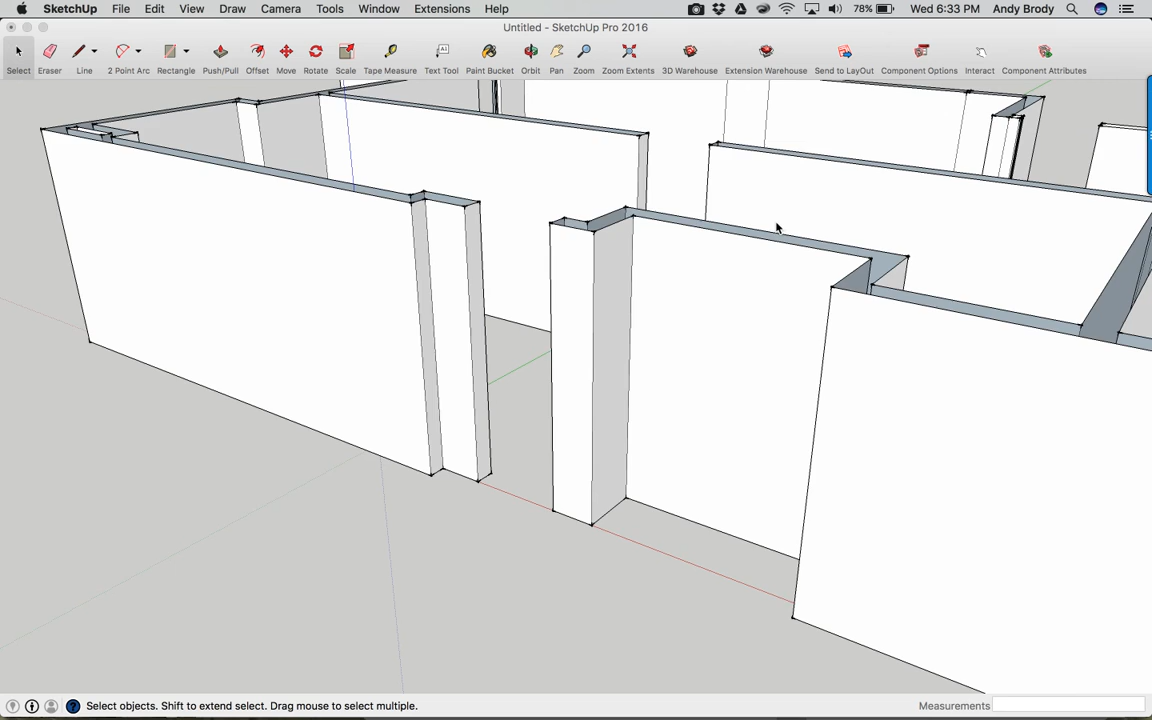 SketchUp File Edit View Camera Draw Tools Window Extensions Help 78% Wed 6:33 PM Andy Brody
Untitled - SketchUp Pro 2016
A1
Select Eraser Line 2 Point Arc Rectangle Push/Pull Offset Move Rotate Scale Tape Measure Text Tool Paint Bucket Orbit Pan Zoom Zoom Extents 3D Warehouse Extension Warehouse Send to LayOut Component Options Interact Component Attributes
? Select objects. Shift to extend select. Drag mouse to select multiple. Measurements